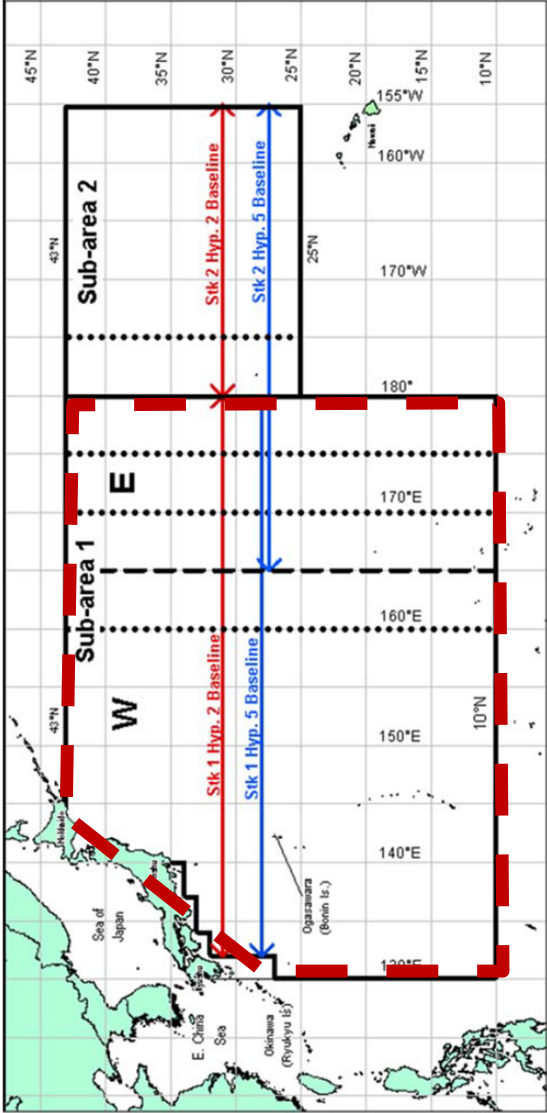 45°N
40°N
35°N
30°N
25°N
20°N
15°N
10°N
155°W
Hawaii
160°W
43°N
Sub-area 2
Stk 2 Hyp. 2 Baseline
Stk 2 Hyp. 5 Baseline
25°N
170°W
180°
E
170°E
Sub-area 1
160°E
43°N
W
Stk 1 Hyp. 2 Baseline
Stk 1 Hyp. 5 Baseline
150°E
10°N
Hokkaido
140°E
Sea of
Japan
Ogasawara
(Bonin Is.)
130°E
E. China
Sea
Okinawa
(Ryukyu Is)